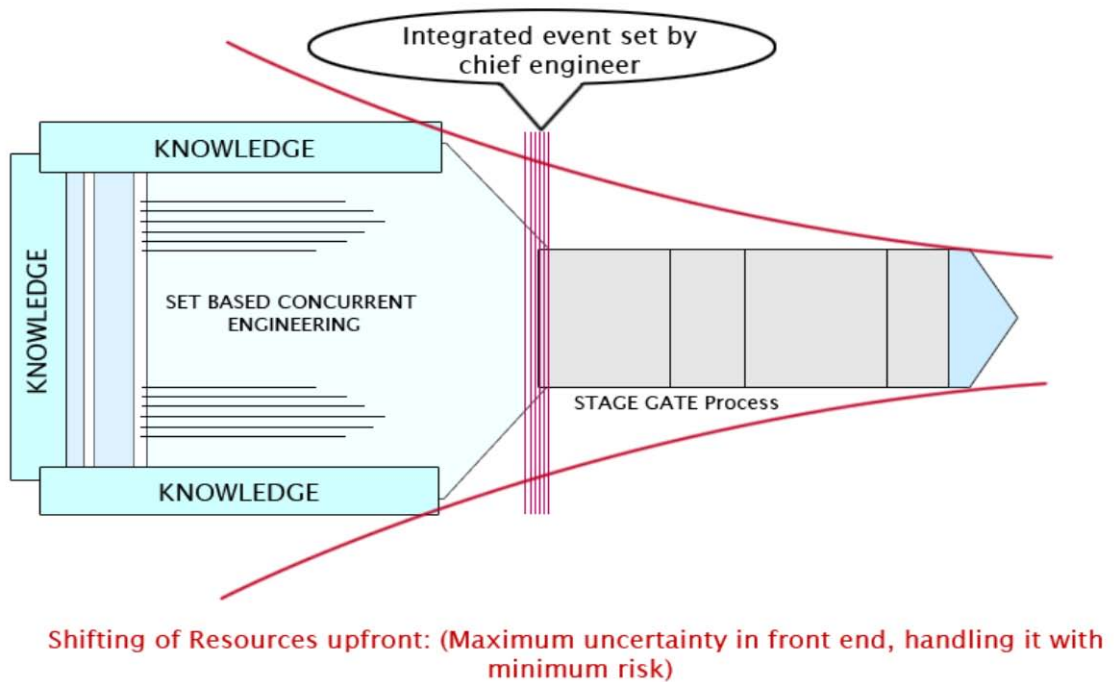 Integrated event set by
chief engineer
KNOWLEDGE
KNOWLEDGE
SET BASED CONCURRENT
ENGINEERING
STAGE GATE Process
KNOWLEDGE
Shifting of Resources upfront: (Maximum uncertainty in front end, handling it with
minimum risk)